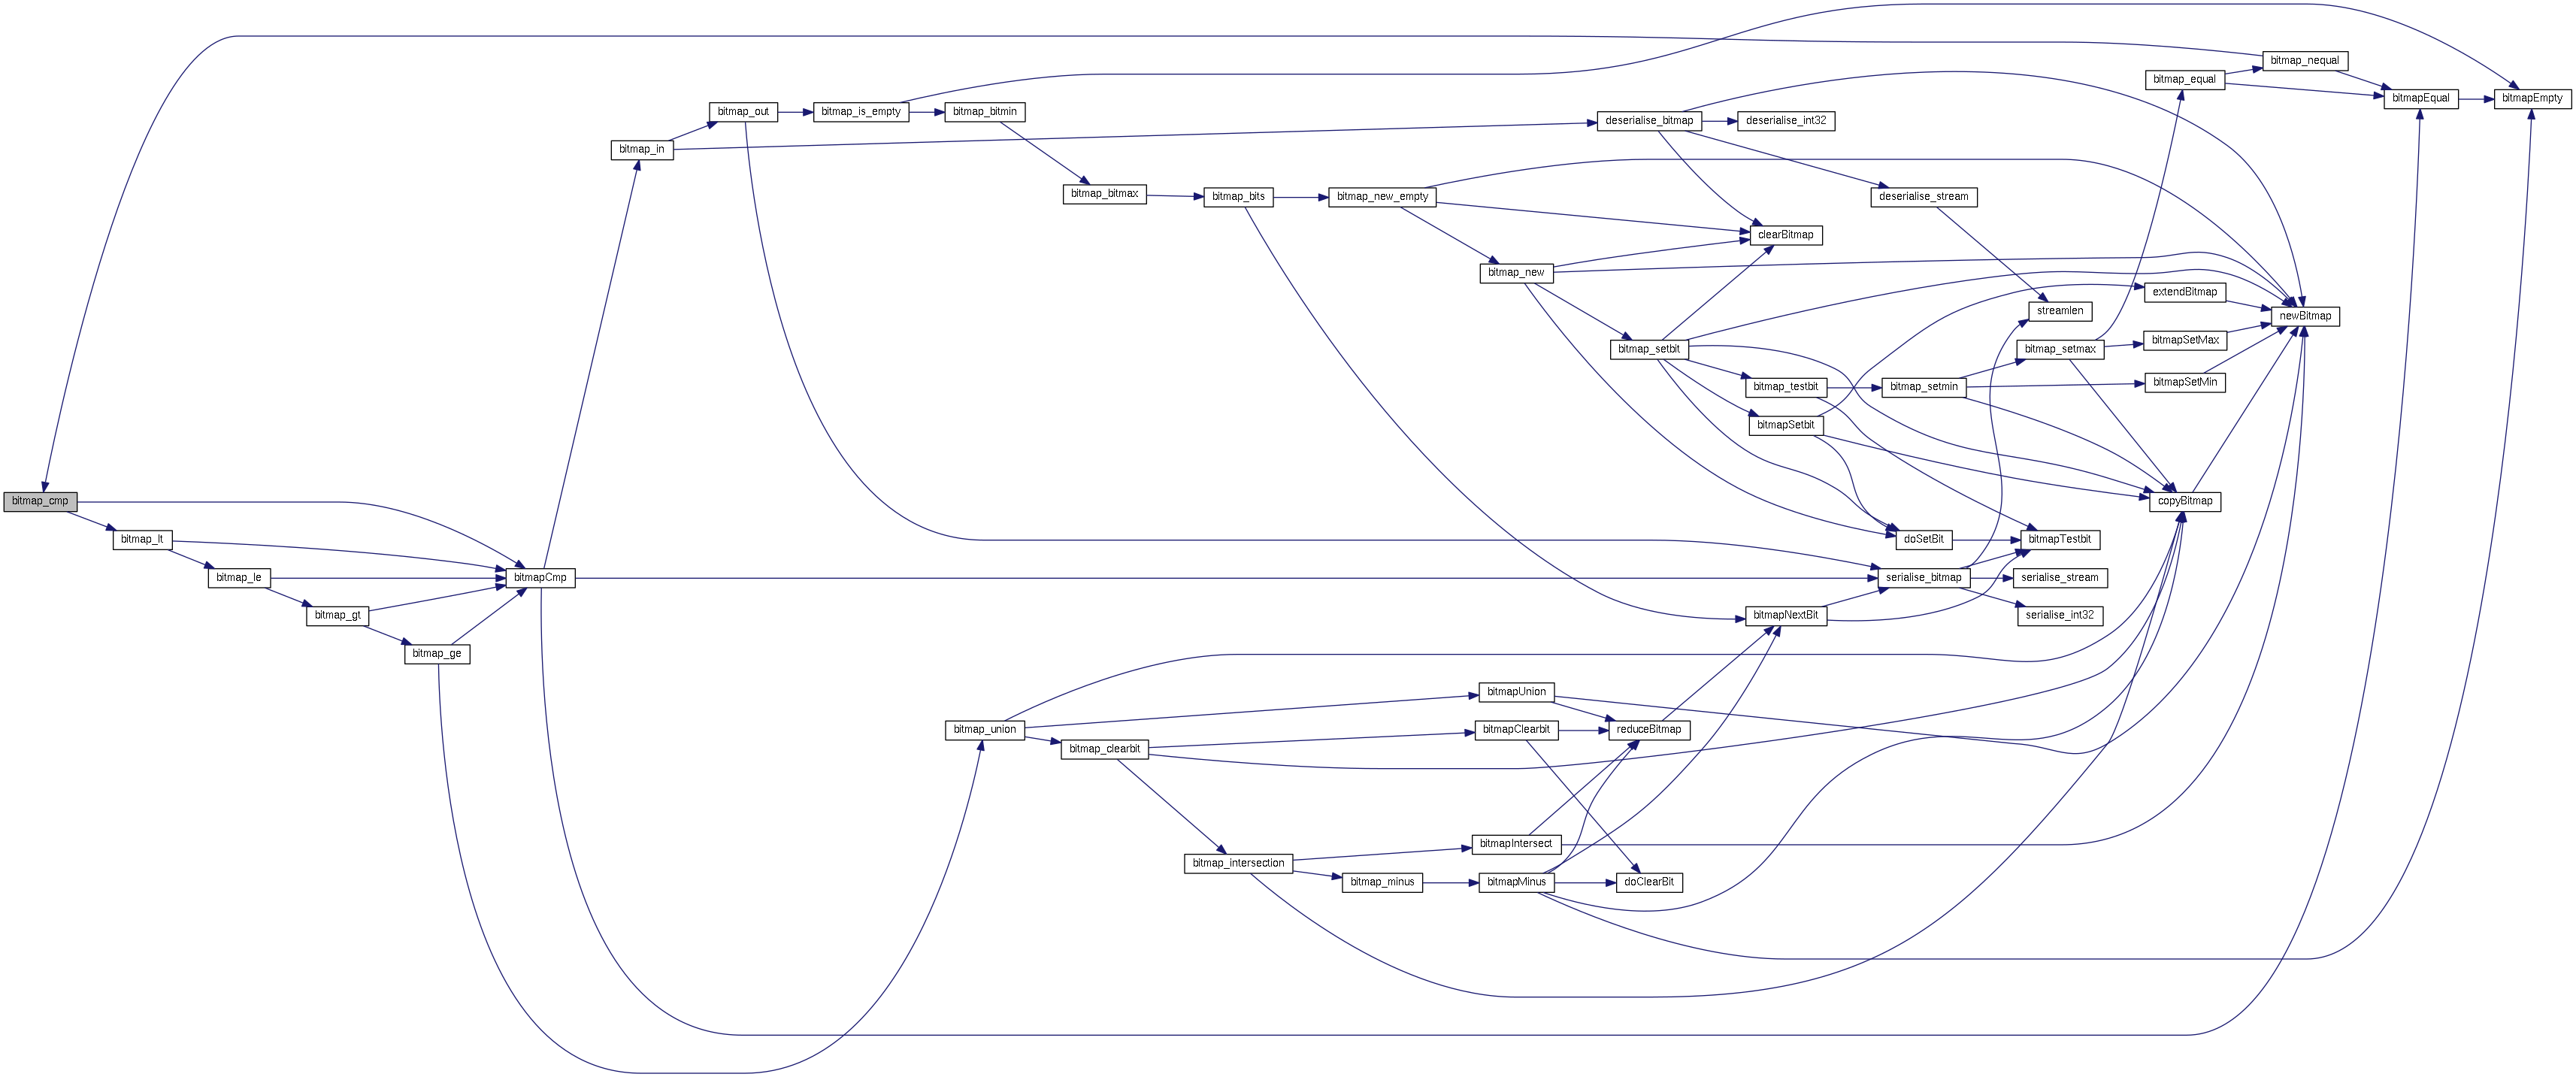 bitmap_nequal
bitmap_equal
bitmapEqual
bitmapEmpty
bitmap_out
bitmap_is_empty
bitmap_bitmin
deserialise_bitmap
deserialise_int32
bitmap_in
bitmap_bitmax
bitmap_bits
bitmap_new_empty
deserialise_stream
clearBitmap
bitmap_new
extendBitmap
streamlen
newBitmap
bitmap_setbit
bitmap_setmax
bitmapSetMax
bitmap_testbit
bitmap_setmin
bitmapSetMin
bitmapSetbit
bitmap_cmp
copyBitmap
bitmap_lt
doSetBit
bitmapTestbit
bitmap_le
bitmapCmp
serialise_bitmap
serialise_stream
bitmap_gt
bitmapNextBit
serialise_int32
bitmap_ge
bitmapUnion
bitmap_union
bitmapClearbit
reduceBitmap
bitmap_clearbit
bitmapIntersect
bitmap_intersection
bitmap_minus
bitmapMinus
doClearBit